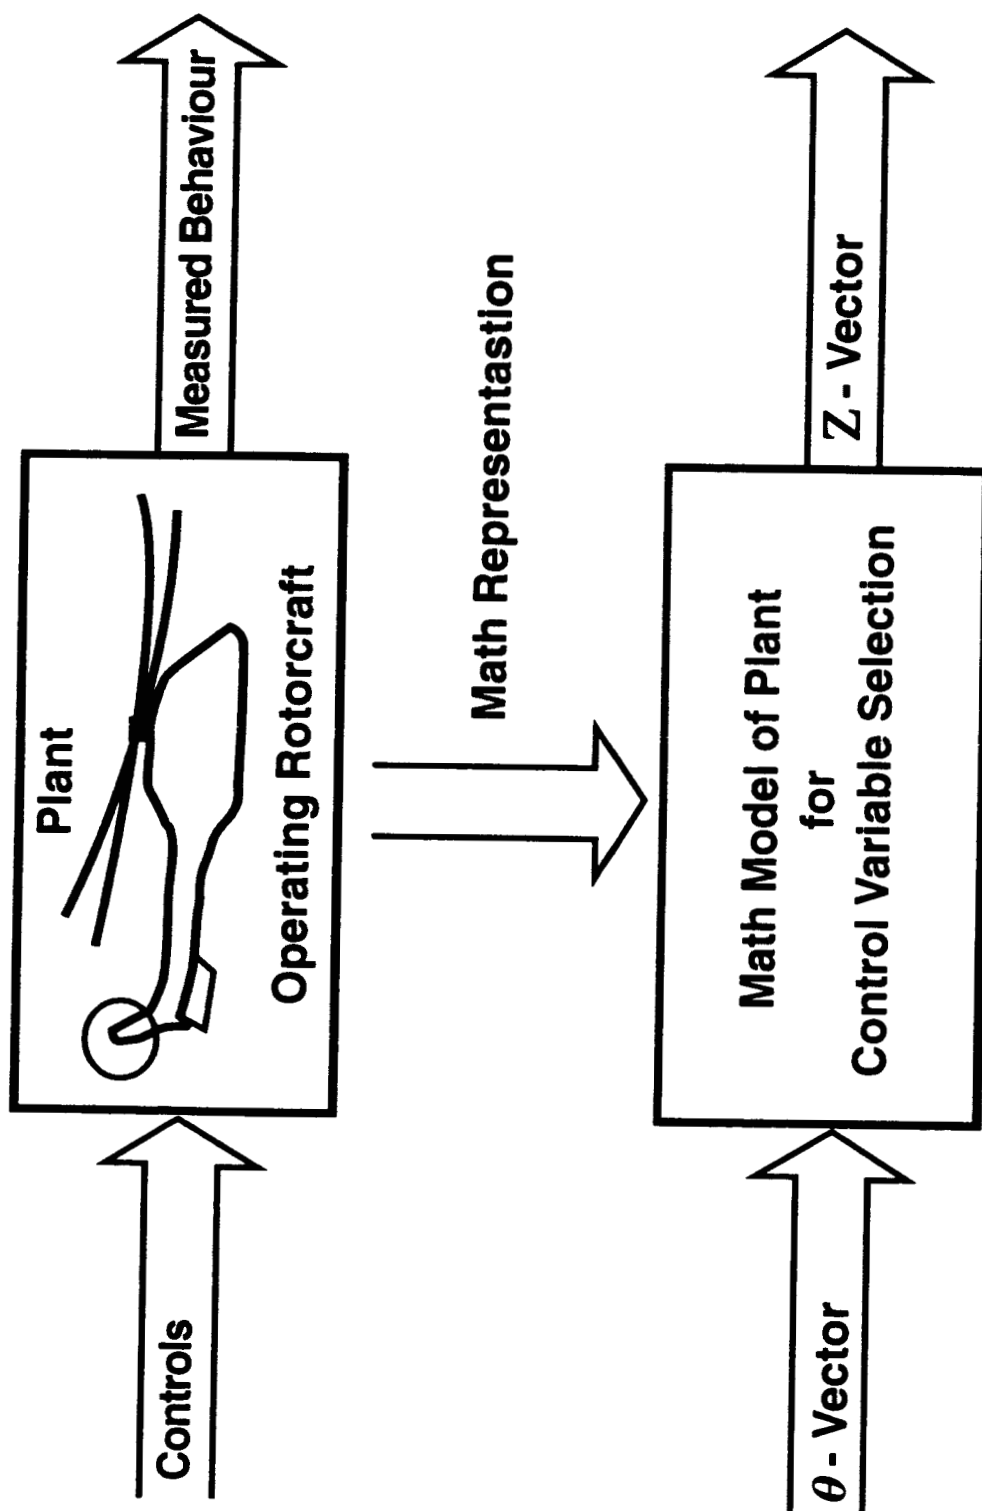 Plant
Controls
Measured Behaviour
Operating Rotorcraft
Math Representastion
θ - Vector
Math Model of Plant
for
Control Variable Selection
Z - Vector